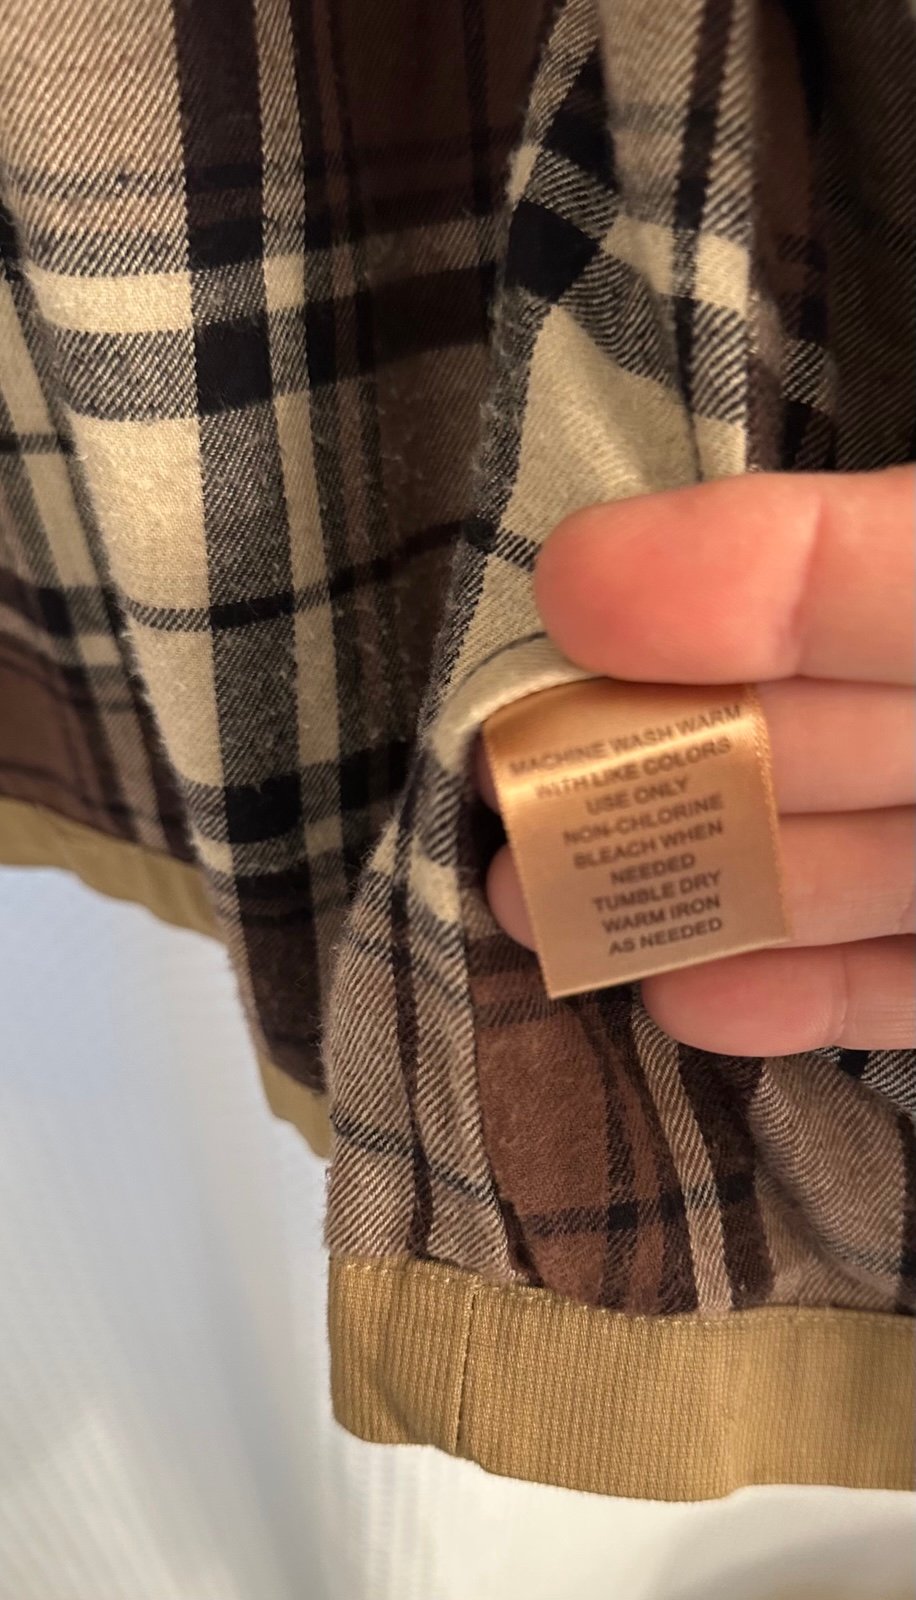 MACHINE WASH WARM
WITH LIKE COLORS
USE ONLY
NON-CHLORINE
BLEACH WHEN
NEEDED
TUMBLE DRY
WARM IRON
AS NEEDED